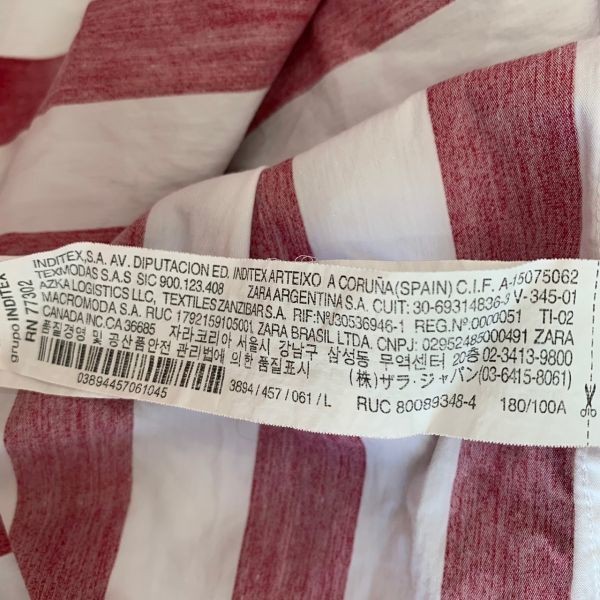 grupo INDITEX
RN 77302
INDITEX,S.A. AV. DIPUTACION ED. INDITEX ARTEIXO A CORUÑA (SPAIN) C.I.F. A-15075062
TEXMODAS S.A.S SIC 900.123.408 ZARA ARGENTINA S.A. CUIT: 30-69314836-3 V-345-01
AZKA LOGISTICS LLC, TEXTILES ZANZIBAR S.A. RIF:Nº J30536946-1 REG.Nº0000051 TI-02
MACROMODA S.A. RUC 1792159105001 ZARA BRASIL LTDA. CNPJ: 02952485000491 ZARA
CANADA INC.CA 36685 자라코리아 서울시 강남구 삼성동 무역센터 20층 02-3413-9800
품질경영 및 공산품안전 관리법에 의한 품질표시 (株) ザラ・ジャパン(03-6415-8061)
03894457061045 3894 / 457 / 061 / L RUC 80089348-4 180/100A